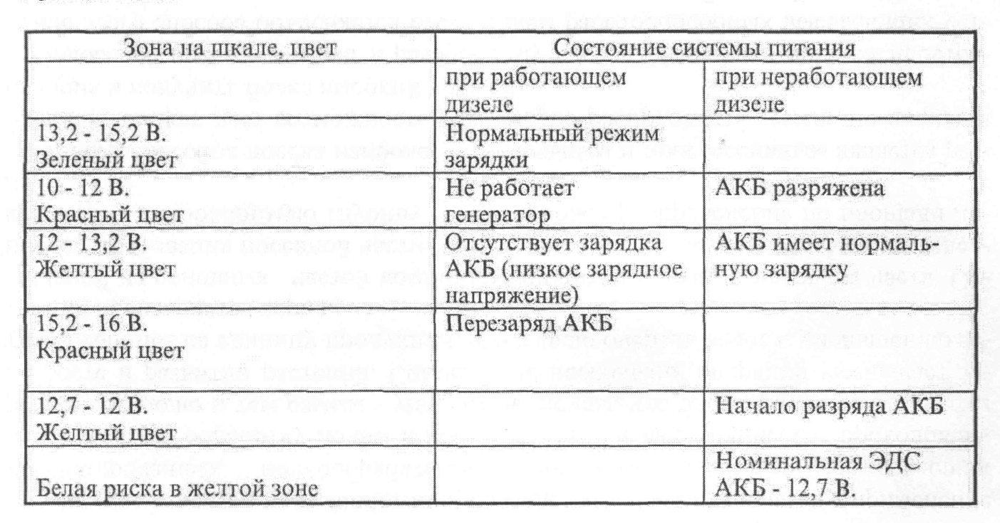 Зона на шкале, цвет
Состояние системы питания
при работающем
дизеле
при неработающем
дизеле
13,2 - 15,2 В.
Зеленый цвет
Нормальный режим
зарядки
10 - 12 В.
Красный цвет
Не работает
генератор
АКБ разряжена
12 - 13,2 В.
Желтый цвет
Отсутствует зарядка
АКБ (низкое зарядное
напряжение)
АКБ имеет нормаль-
ную зарядку
15,2 - 16 В.
Красный цвет
Перезаряд АКБ
12,7 - 12 В.
Желтый цвет
Начало разряда АКБ
Белая риска в желтой зоне
Номинальная ЭДС
АКБ - 12,7 В.